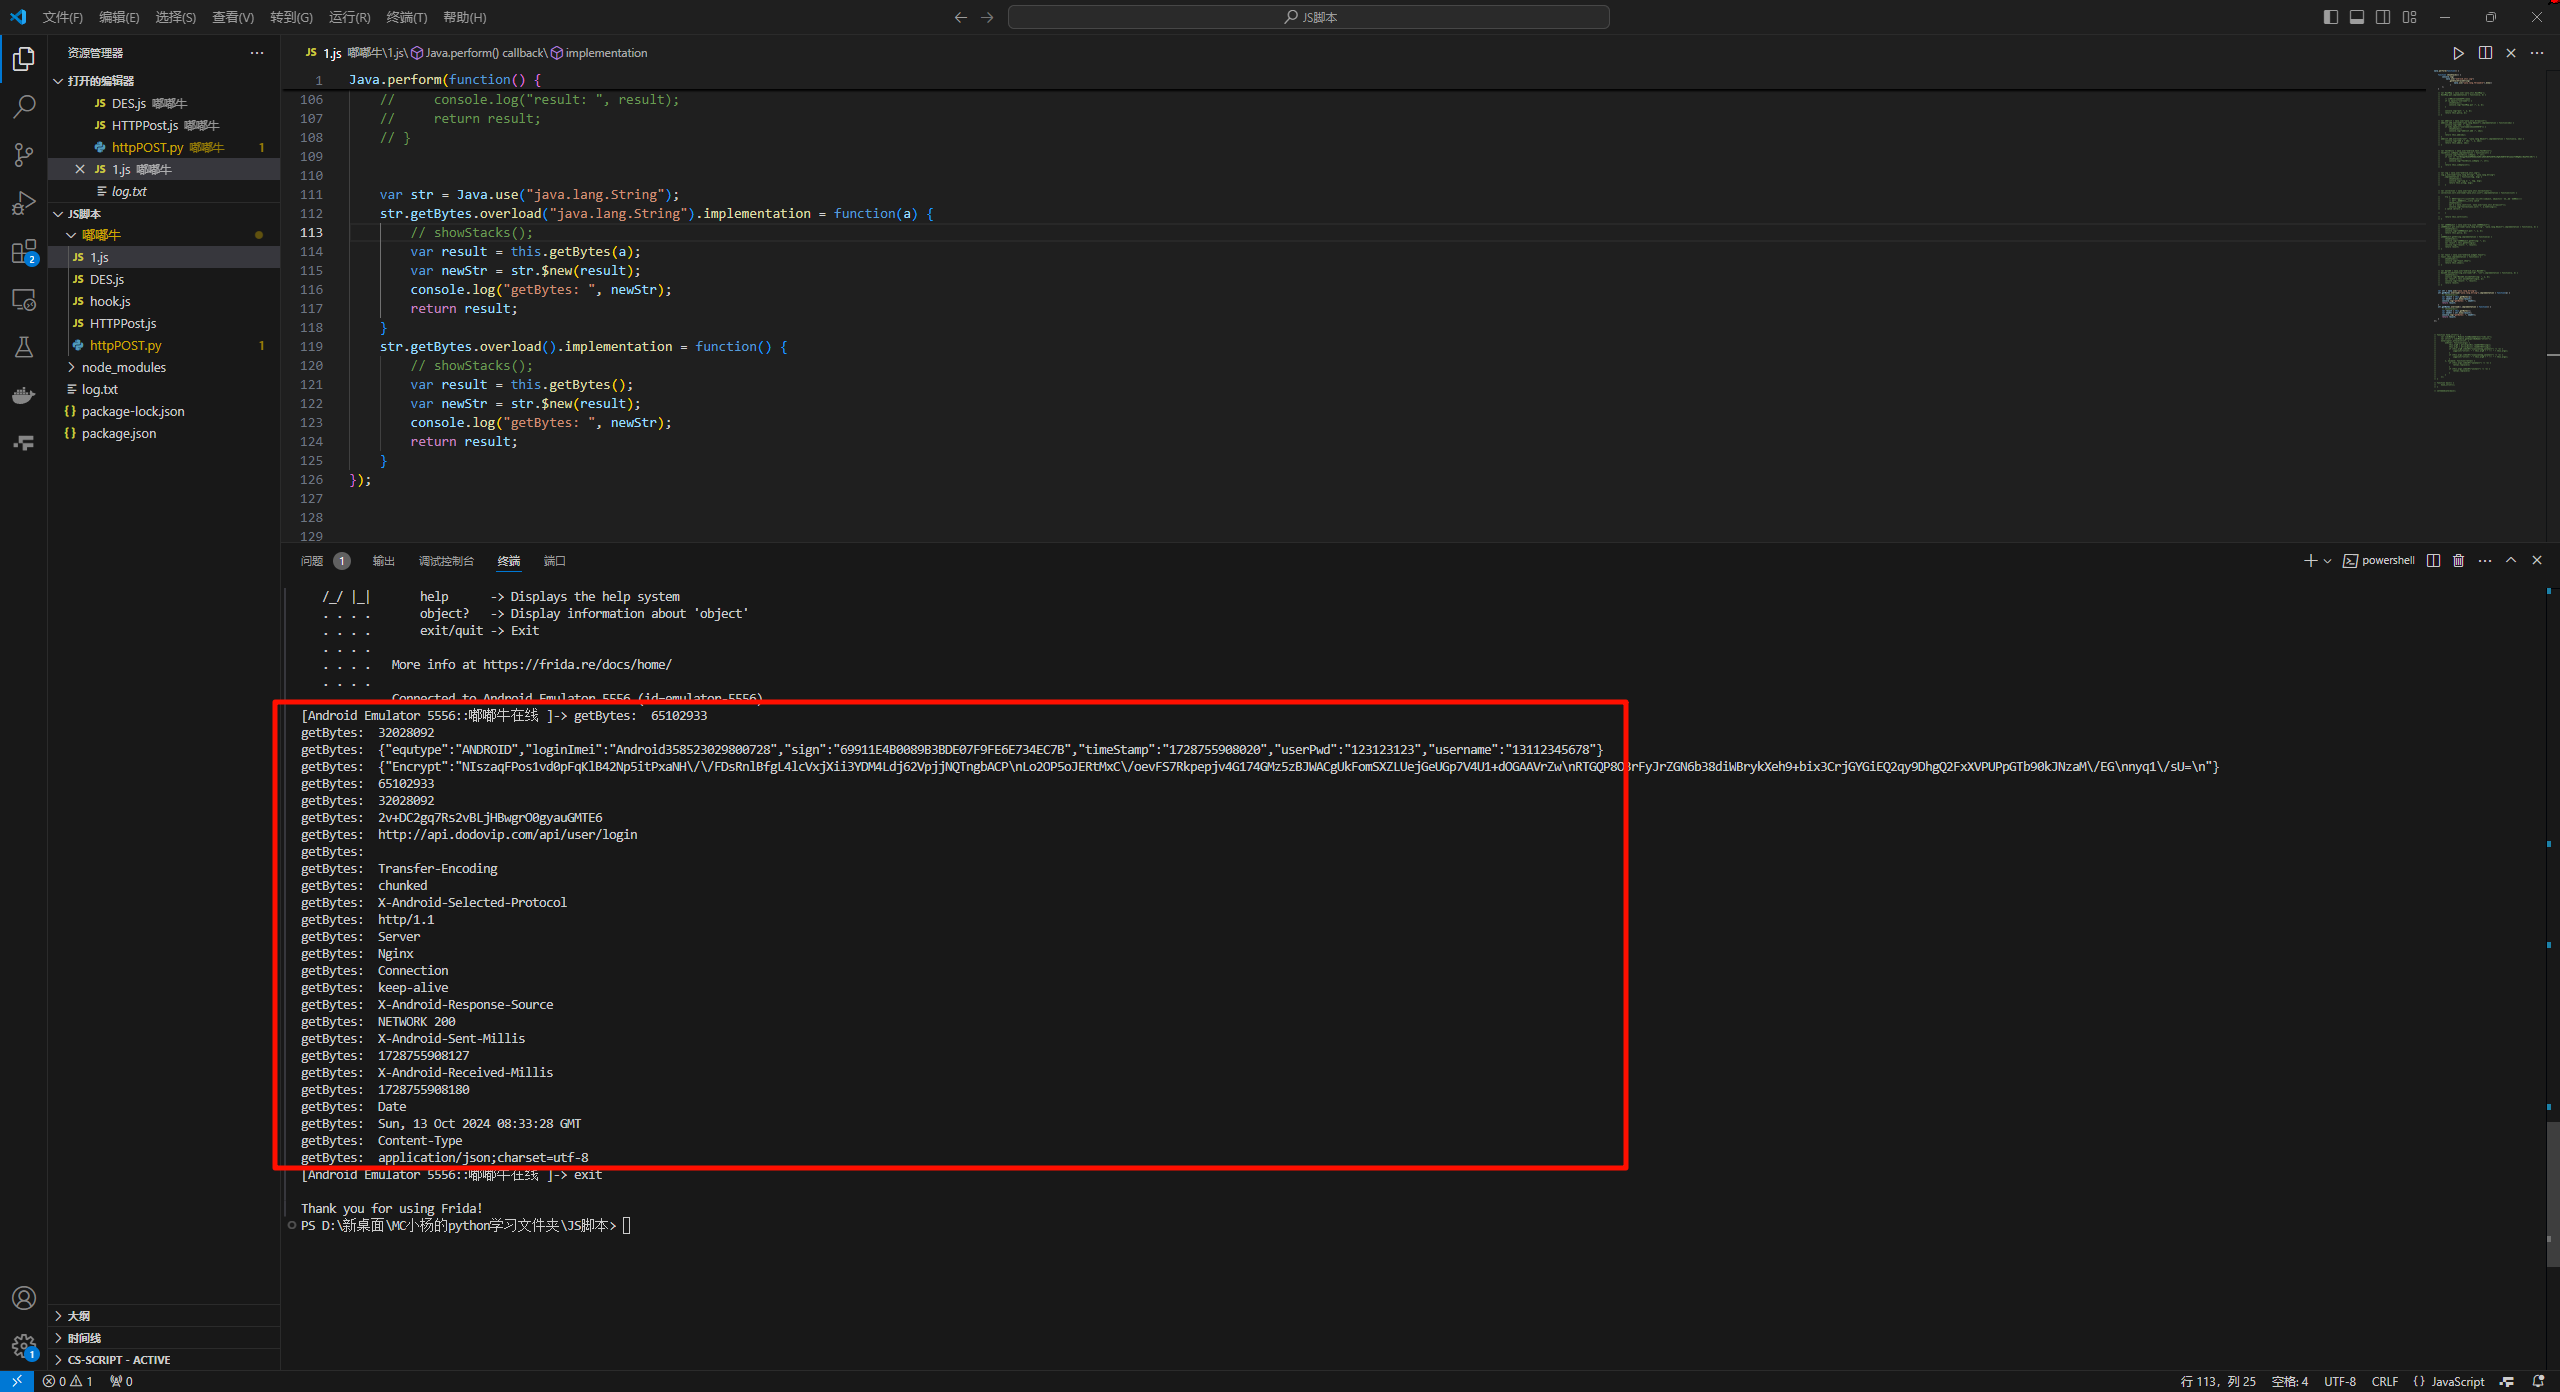 文件(F) 编辑(E) 选择(S) 查看(V) 转到(G) 运行(R) 终端(T) 帮助(H)
JS脚本
资源管理器
打开的编辑器
JS DES.js 嘟嘟牛
JS HTTPPost.js 嘟嘟牛
httpPOST.py 嘟嘟牛 1
JS 1.js 嘟嘟牛
log.txt
JS脚本
嘟嘟牛
JS 1.js
JS DES.js
JS hook.js
JS HTTPPost.js
httpPOST.py 1
node_modules
log.txt
{} package-lock.json
{} package.json
2
1
大纲
时间线
CS-SCRIPT - ACTIVE
JS 1.js 嘟嘟牛\1.js\Java.perform() callback\implementation
1 Java.perform(function() {
106 //     console.log("result: ", result);
107 //     return result;
108 // }
109
110
111 var str = Java.use("java.lang.String");
112 str.getBytes.overload("java.lang.String").implementation = function(a) {
113 // showStacks();
114 var result = this.getBytes(a);
115 var newStr = str.$new(result);
116 console.log("getBytes: ", newStr);
117 return result;
118 }
119 str.getBytes.overload().implementation = function() {
120 // showStacks();
121 var result = this.getBytes();
122 var newStr = str.$new(result);
123 console.log("getBytes: ", newStr);
124 return result;
125 }
126 });
127
128
129
问题 1 输出 调试控制台 终端 端口
powershell
/_/ |_| help -> Displays the help system
. . . . object? -> Display information about 'object'
. . . . exit/quit -> Exit
. . . .
. . . . More info at https://frida.re/docs/home/
. . . .
Connected to Android Emulator 5556 (id=emulator-5556)
[Android Emulator 5556::嘟嘟牛在线 ]-> getBytes:  65102933
getBytes:  32028092
getBytes:  {"equtype":"ANDROID","loginImei":"Android358523029800728","sign":"69911E4B0089B3BDE07F9FE6E734EC7B","timeStamp":"1728755908020","userPwd":"123123123","username":"13112345678"}
getBytes:  {"Encrypt":"NIszaqFPos1vd0pFqKlB42Np5itPxaNH\/\/FDsRnlBfgL4lcVxjXii3YDM4Ldj62VpjjNQTngbACP\nLo2OP5oJERtMxC\/oevFS7Rkpepjv4G174GMz5zBJWACgUkFomSXZLUejGeUGp7V4U1+dOGAAVrZw\nRTGQP8O3rFyJrZGN6b38diWBrykXeh9+bix3CrjGYGiEQ2qy9DhgQ2FxXVPUPpGTb90kJNzaM\/EG\nnyq1\/sU=\n"}
getBytes:  65102933
getBytes:  32028092
getBytes:  2v+DC2gq7Rs2vBLjHBwgrO0gyauGMTE6
getBytes:  http://api.dodovip.com/api/user/login
getBytes:
getBytes:  Transfer-Encoding
getBytes:  chunked
getBytes:  X-Android-Selected-Protocol
getBytes:  http/1.1
getBytes:  Server
getBytes:  Nginx
getBytes:  Connection
getBytes:  keep-alive
getBytes:  X-Android-Response-Source
getBytes:  NETWORK 200
getBytes:  X-Android-Sent-Millis
getBytes:  1728755908127
getBytes:  X-Android-Received-Millis
getBytes:  1728755908180
getBytes:  Date
getBytes:  Sun, 13 Oct 2024 08:33:28 GMT
getBytes:  Content-Type
getBytes:  application/json;charset=utf-8
[Android Emulator 5556::嘟嘟牛在线 ]-> exit
Thank you for using Frida!
PS D:\新桌面\MC小杨的python学习文件夹\JS脚本>
0 1 0
行 113, 列 25 空格: 4 UTF-8 CRLF {} JavaScript